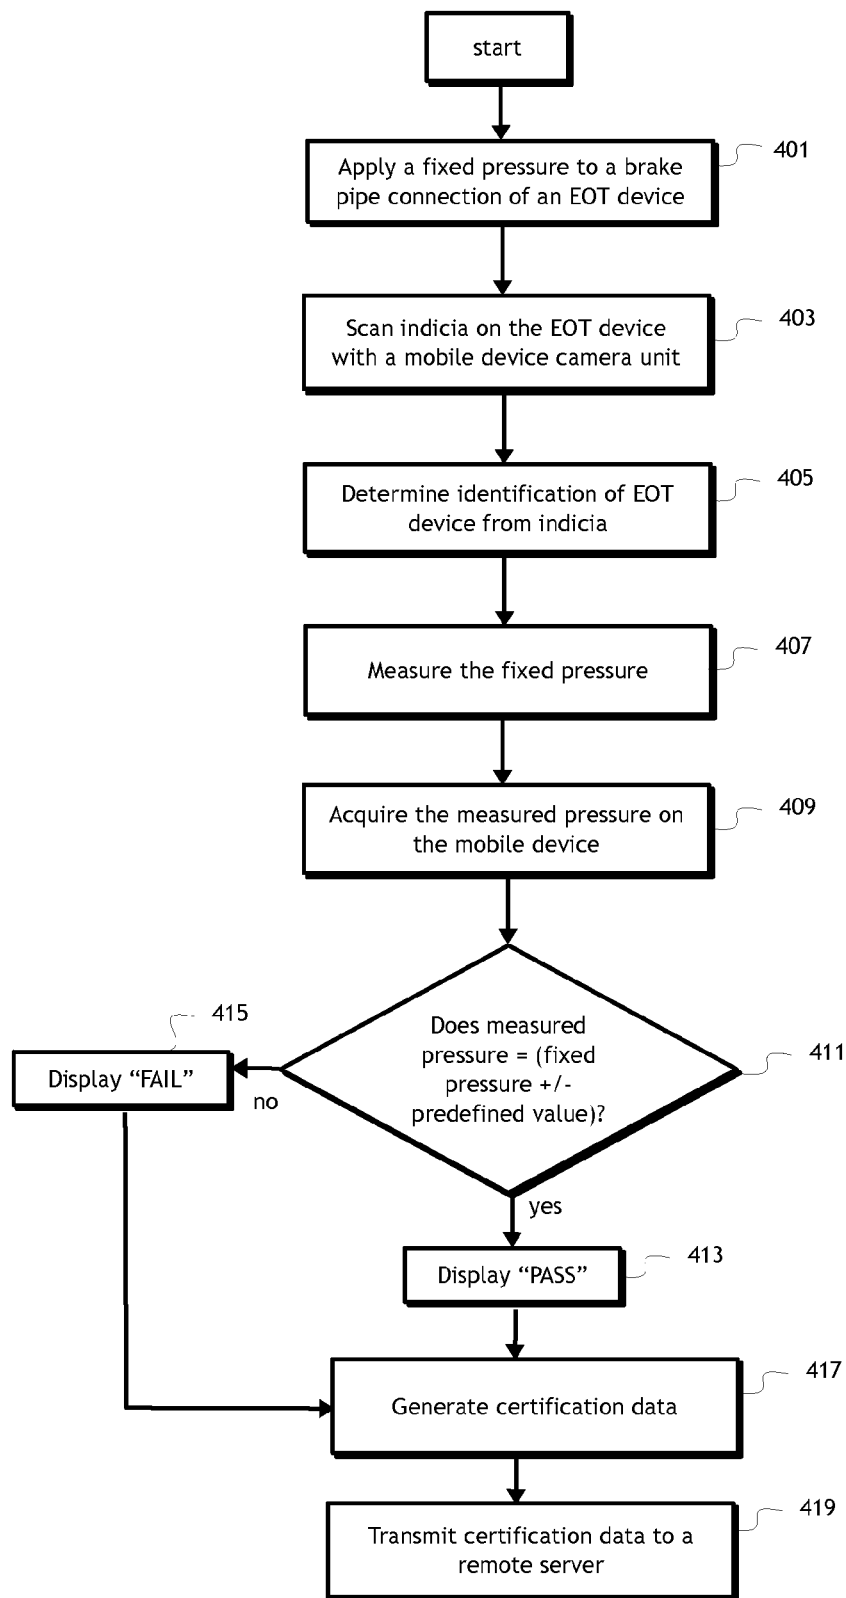 start
401
Apply a fixed pressure to a brake
pipe connection of an EOT device
403
Scan indicia on the EOT device
with a mobile device camera unit
405
Determine identification of EOT
device from indicia
407
Measure the fixed pressure
409
Acquire the measured pressure on
the mobile device
415
Display “FAIL”
no
Does measured
pressure = (fixed
pressure +/-
predefined value)?
411
yes
413
Display “PASS”
417
Generate certification data
419
Transmit certification data to a
remote server